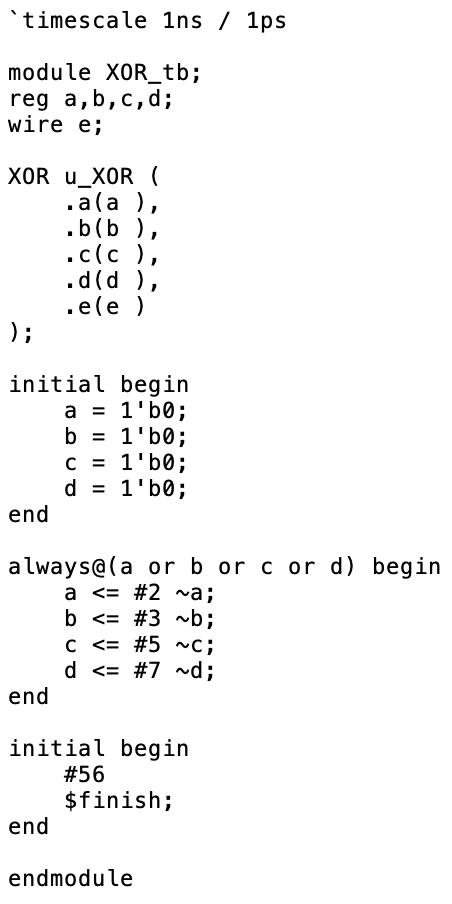 `timescale 1ns / 1ps
module XOR_tb;
reg a,b,c,d;
wire e;
XOR u_XOR (
    .a(a ),
    .b(b ),
    .c(c ),
    .d(d ),
    .e(e )
);
initial begin
    a = 1'b0;
    b = 1'b0;
    c = 1'b0;
    d = 1'b0;
end
always@(a or b or c or d) begin
    a <= #2 ~a;
    b <= #3 ~b;
    c <= #5 ~c;
    d <= #7 ~d;
end
initial begin
    #56
    $finish;
end
endmodule